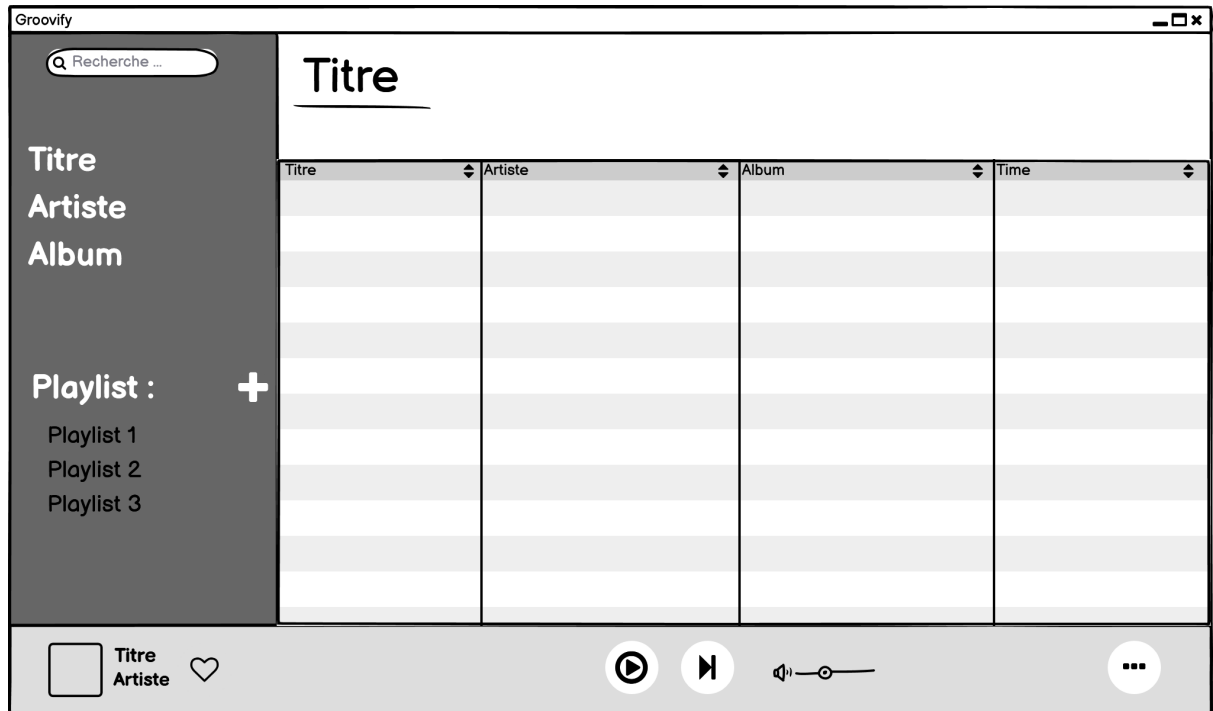 Groovify
Recherche ...
Titre
Artiste
Album
Playlist :
Playlist 1
Playlist 2
Playlist 3
Titre
Titre Artiste Album Time
Titre
Artiste